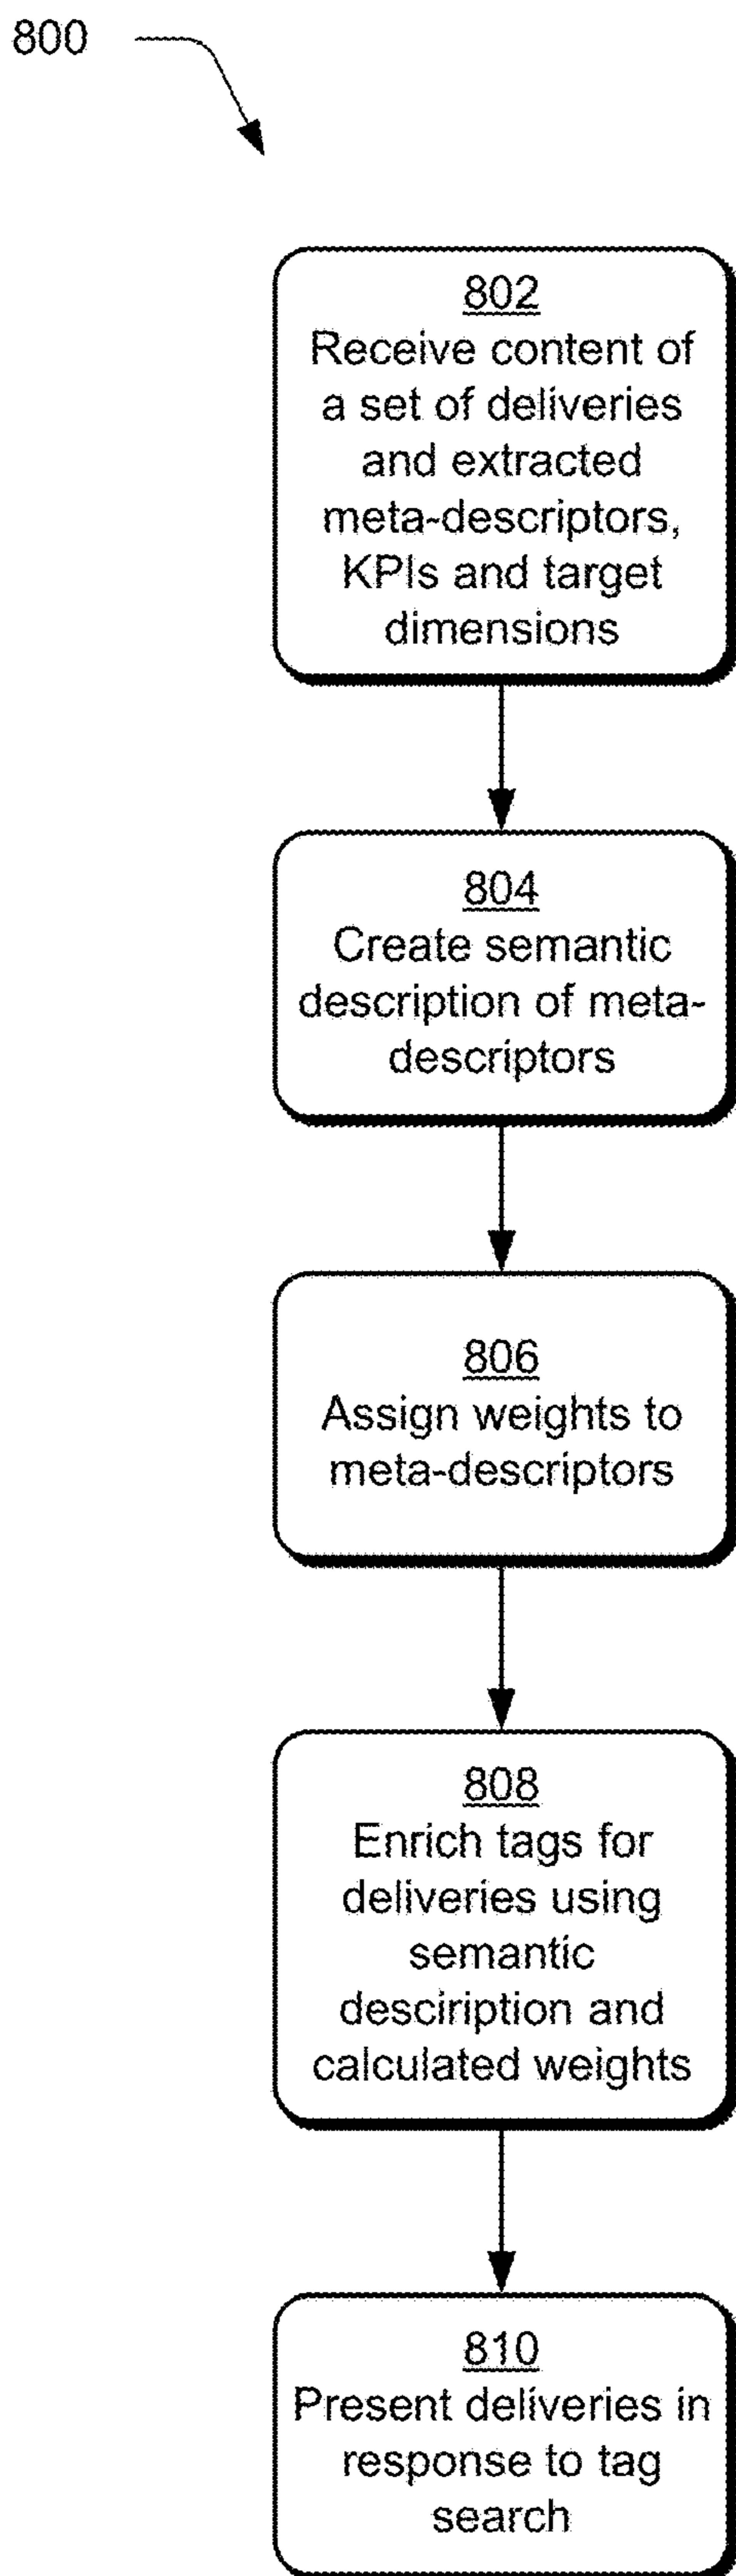 800
802
Receive content of
a set of deliveries
and extracted
meta-descriptors,
KPIs and target
dimensions
804
Create semantic
description of meta-
descriptors
806
Assign weights to
meta-descriptors
808
Enrich tags for
deliveries using
semantic
desciription and
calculated weights
810
Present deliveries in
response to tag
search